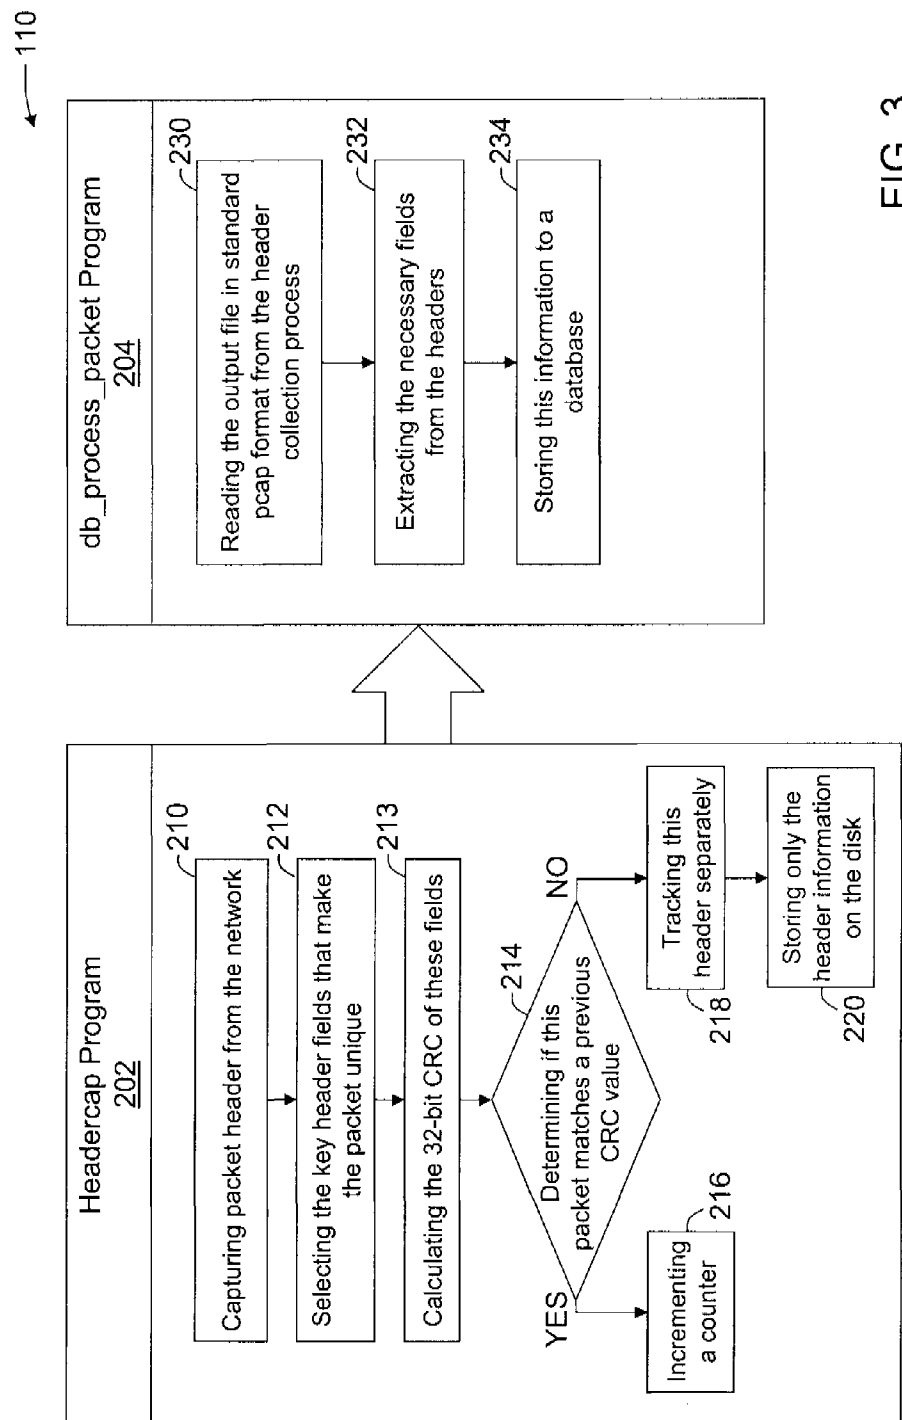 110
Headercap Program
202
210
Capturing packet header from the network
212
Selecting the key header fields that make
the packet unique
213
Calculating the 32-bit CRC of these fields
214
Determining if this
packet matches a previous
CRC value
YES
NO
216
Incrementing
a counter
Tracking this
header separately
218
Storing only the
header information
on the disk
220
db_process_packet Program
204
230
Reading the output file in standard
pcap format from the header
collection process
232
Extracting the necessary fields
from the headers
234
Storing this information to a
database
FIG. 3